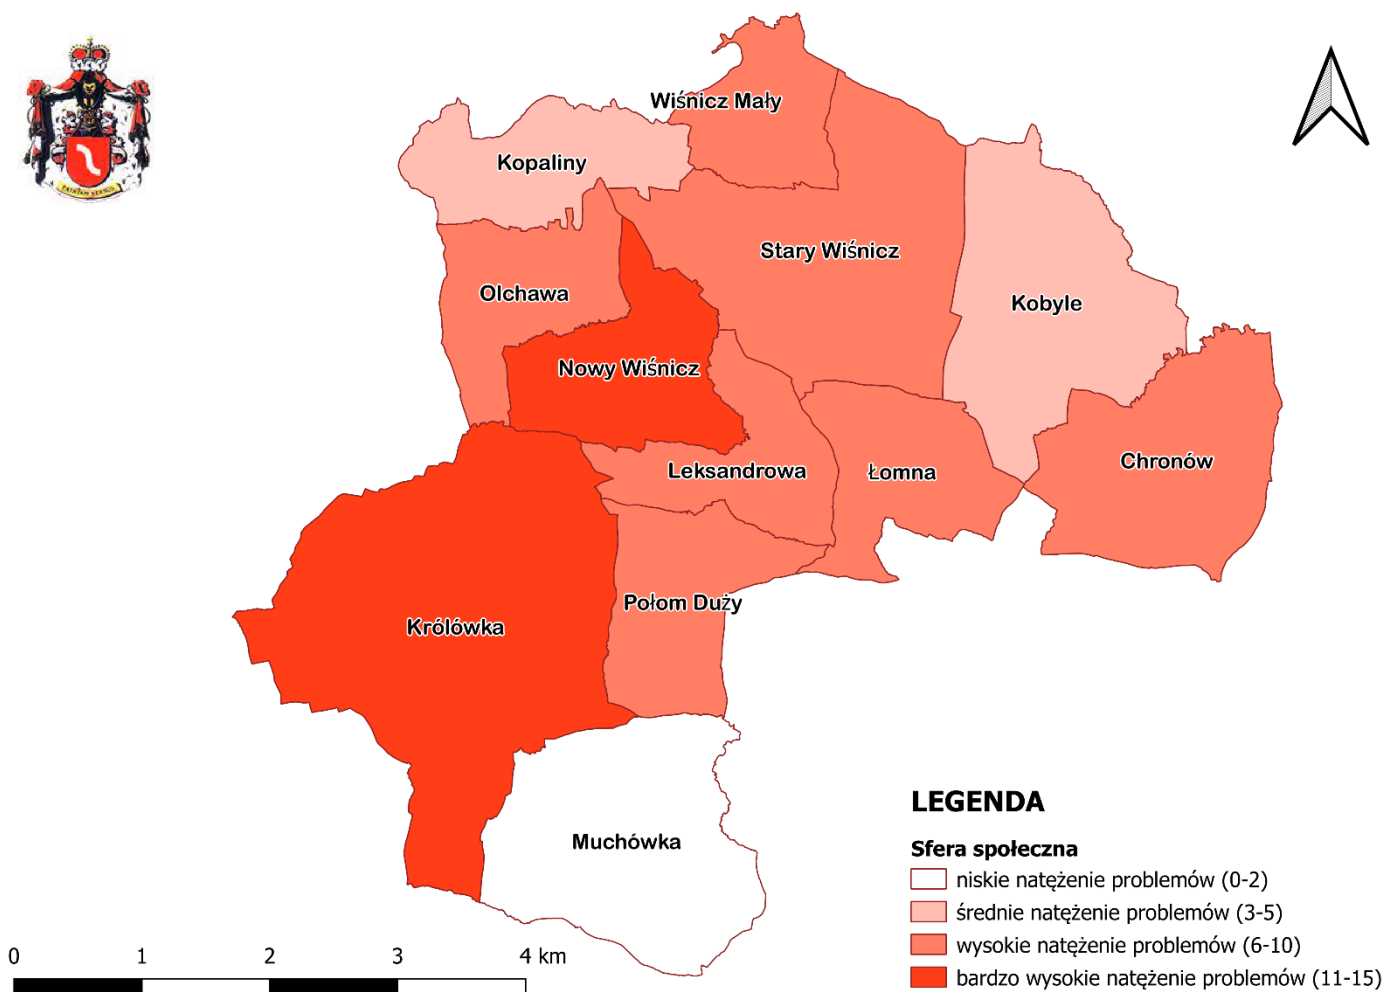 Wiśnicz Mały
Kopaliny
Stary Wiśnicz
Olchawa
Kobyle
Nowy Wiśnicz
Leksandrowa
Łomna
Chronów
Połom Duży
Królówka
Muchówka
LEGENDA
Sfera społeczna
niskie natężenie problemów (0-2)
średnie natężenie problemów (3-5)
wysokie natężenie problemów (6-10)
bardzo wysokie natężenie problemów (11-15)
0 1 2 3 4 km